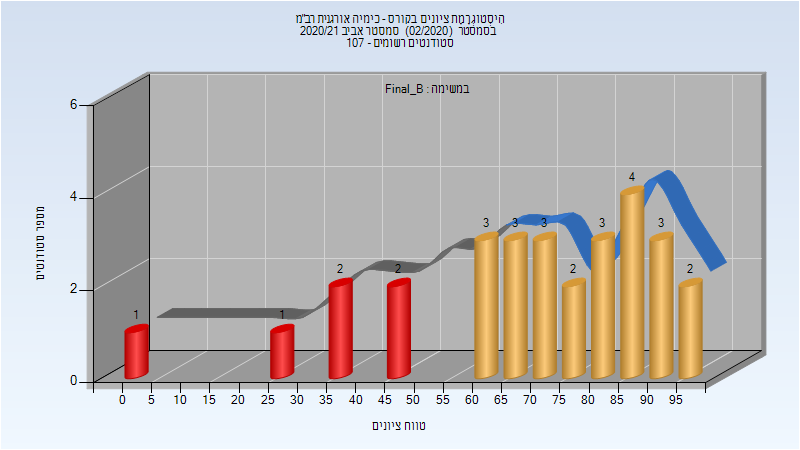 היסטוגרמת ציונים בקורס - כימיה אורגנית רב"מ
בסמסטר (02/2020) סמסטר אביב 2020/21
סטודנטים רשומים - 107
במשימה : Final_B
מספר סטודנטים
6
4
2
0
1
1
2
2
3
3
3
2
3
4
3
2
0 5 10 15 20 25 30 35 40 45 50 55 60 65 70 75 80 85 90 95
טווח ציונים